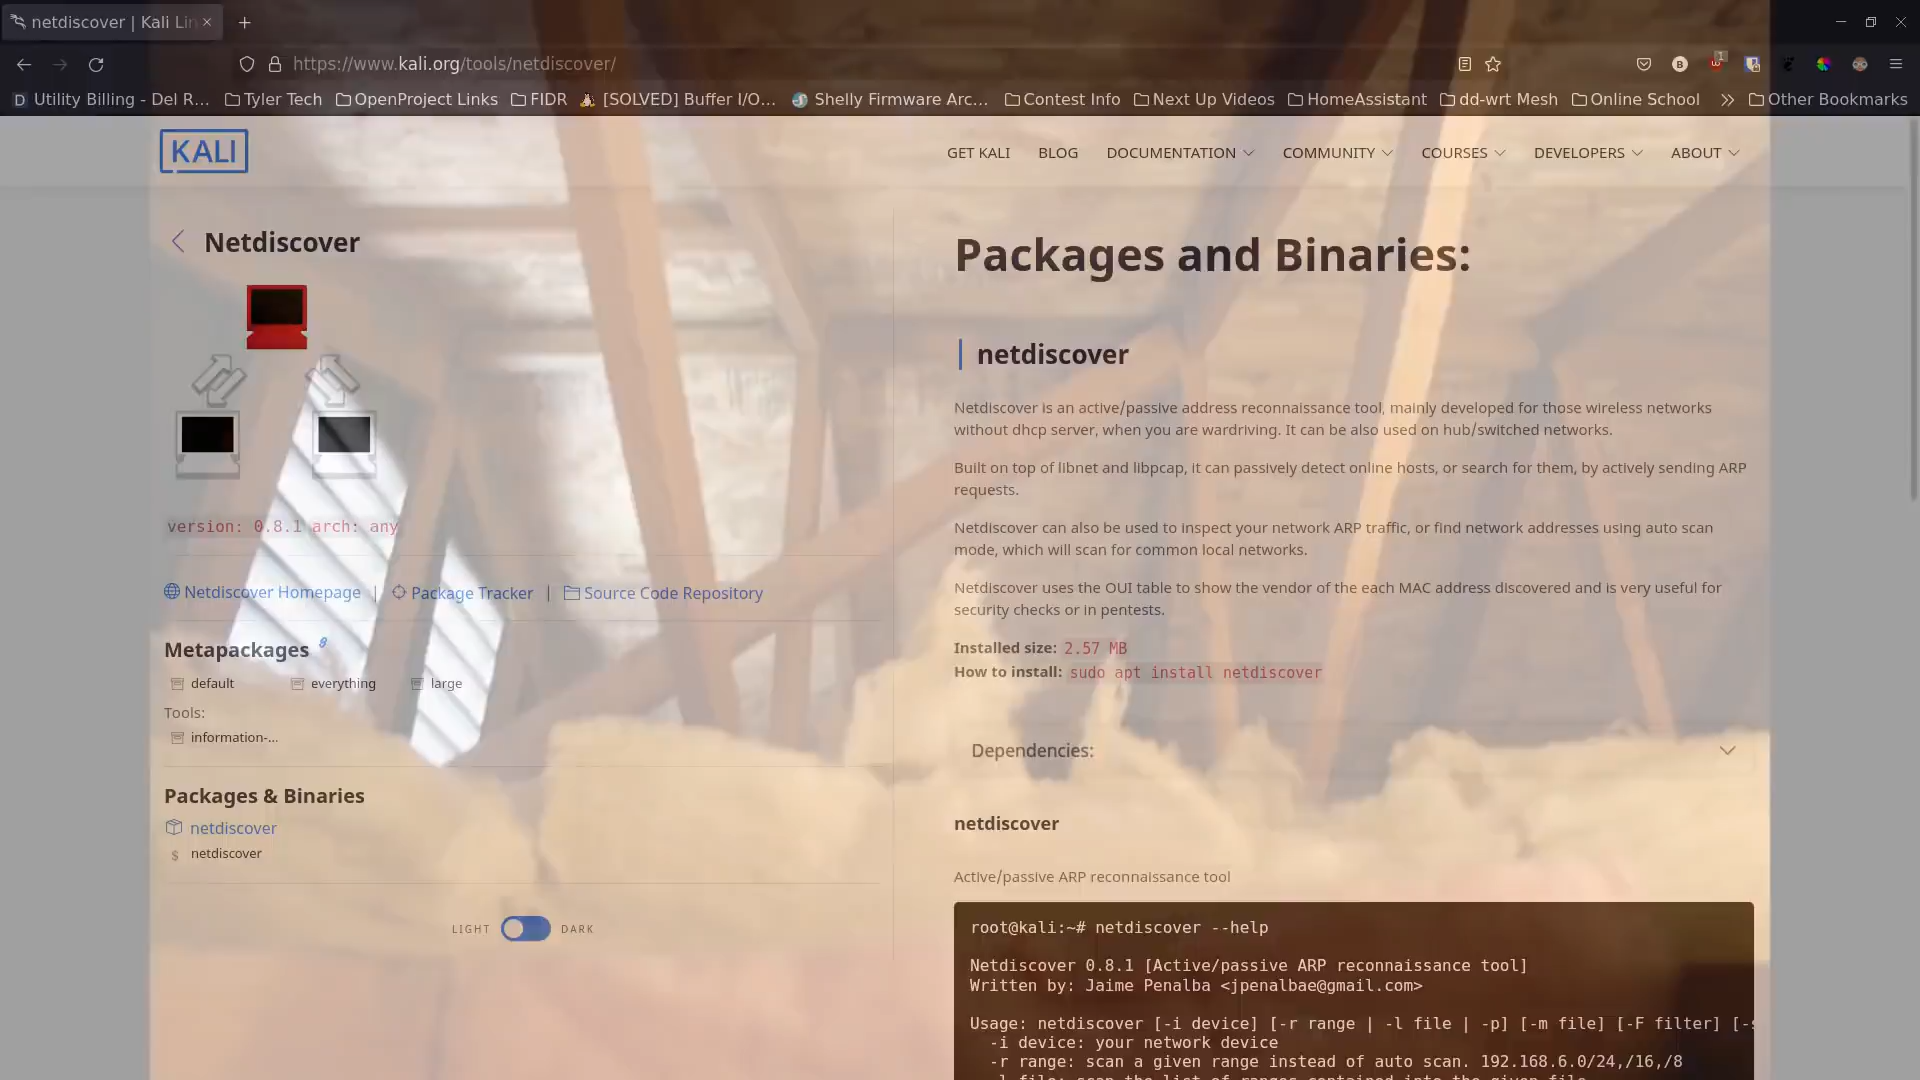 netdiscover | Kali Lin
https://www.kali.org/tools/netdiscover/
Utility Billing - Del R... Tyler Tech OpenProject Links FIDR [SOLVED] Buffer I/O... Shelly Firmware Arc... Contest Info Next Up Videos HomeAssistant dd-wrt Mesh Online School Other Bookmarks
KALI
GET KALI BLOG DOCUMENTATION COMMUNITY COURSES DEVELOPERS ABOUT
Netdiscover
version: 0.8.1 arch: any
Netdiscover Homepage | Package Tracker | Source Code Repository
Metapackages
default everything large
Tools:
information-...
Packages & Binaries
netdiscover
$ netdiscover
LIGHT DARK
Packages and Binaries:
netdiscover
Netdiscover is an active/passive address reconnaissance tool, mainly developed for those wireless networks
without dhcp server, when you are wardriving. It can be also used on hub/switched networks.
Built on top of libnet and libpcap, it can passively detect online hosts, or search for them, by actively sending ARP
requests.
Netdiscover can also be used to inspect your network ARP traffic, or find network addresses using auto scan
mode, which will scan for common local networks.
Netdiscover uses the OUI table to show the vendor of the each MAC address discovered and is very useful for
security checks or in pentests.
Installed size: 2.57 MB
How to install: sudo apt install netdiscover
Dependencies:
netdiscover
Active/passive ARP reconnaissance tool
root@kali:~# netdiscover --help
Netdiscover 0.8.1 [Active/passive ARP reconnaissance tool]
Written by: Jaime Penalba <jpenalbae@gmail.com>
Usage: netdiscover [-i device] [-r range | -l file | -p] [-m file] [-F filter] [-s
-i device: your network device
-r range: scan a given range instead of auto scan. 192.168.6.0/24,/16,/8
-l file: scan the list of ranges contained into the given file